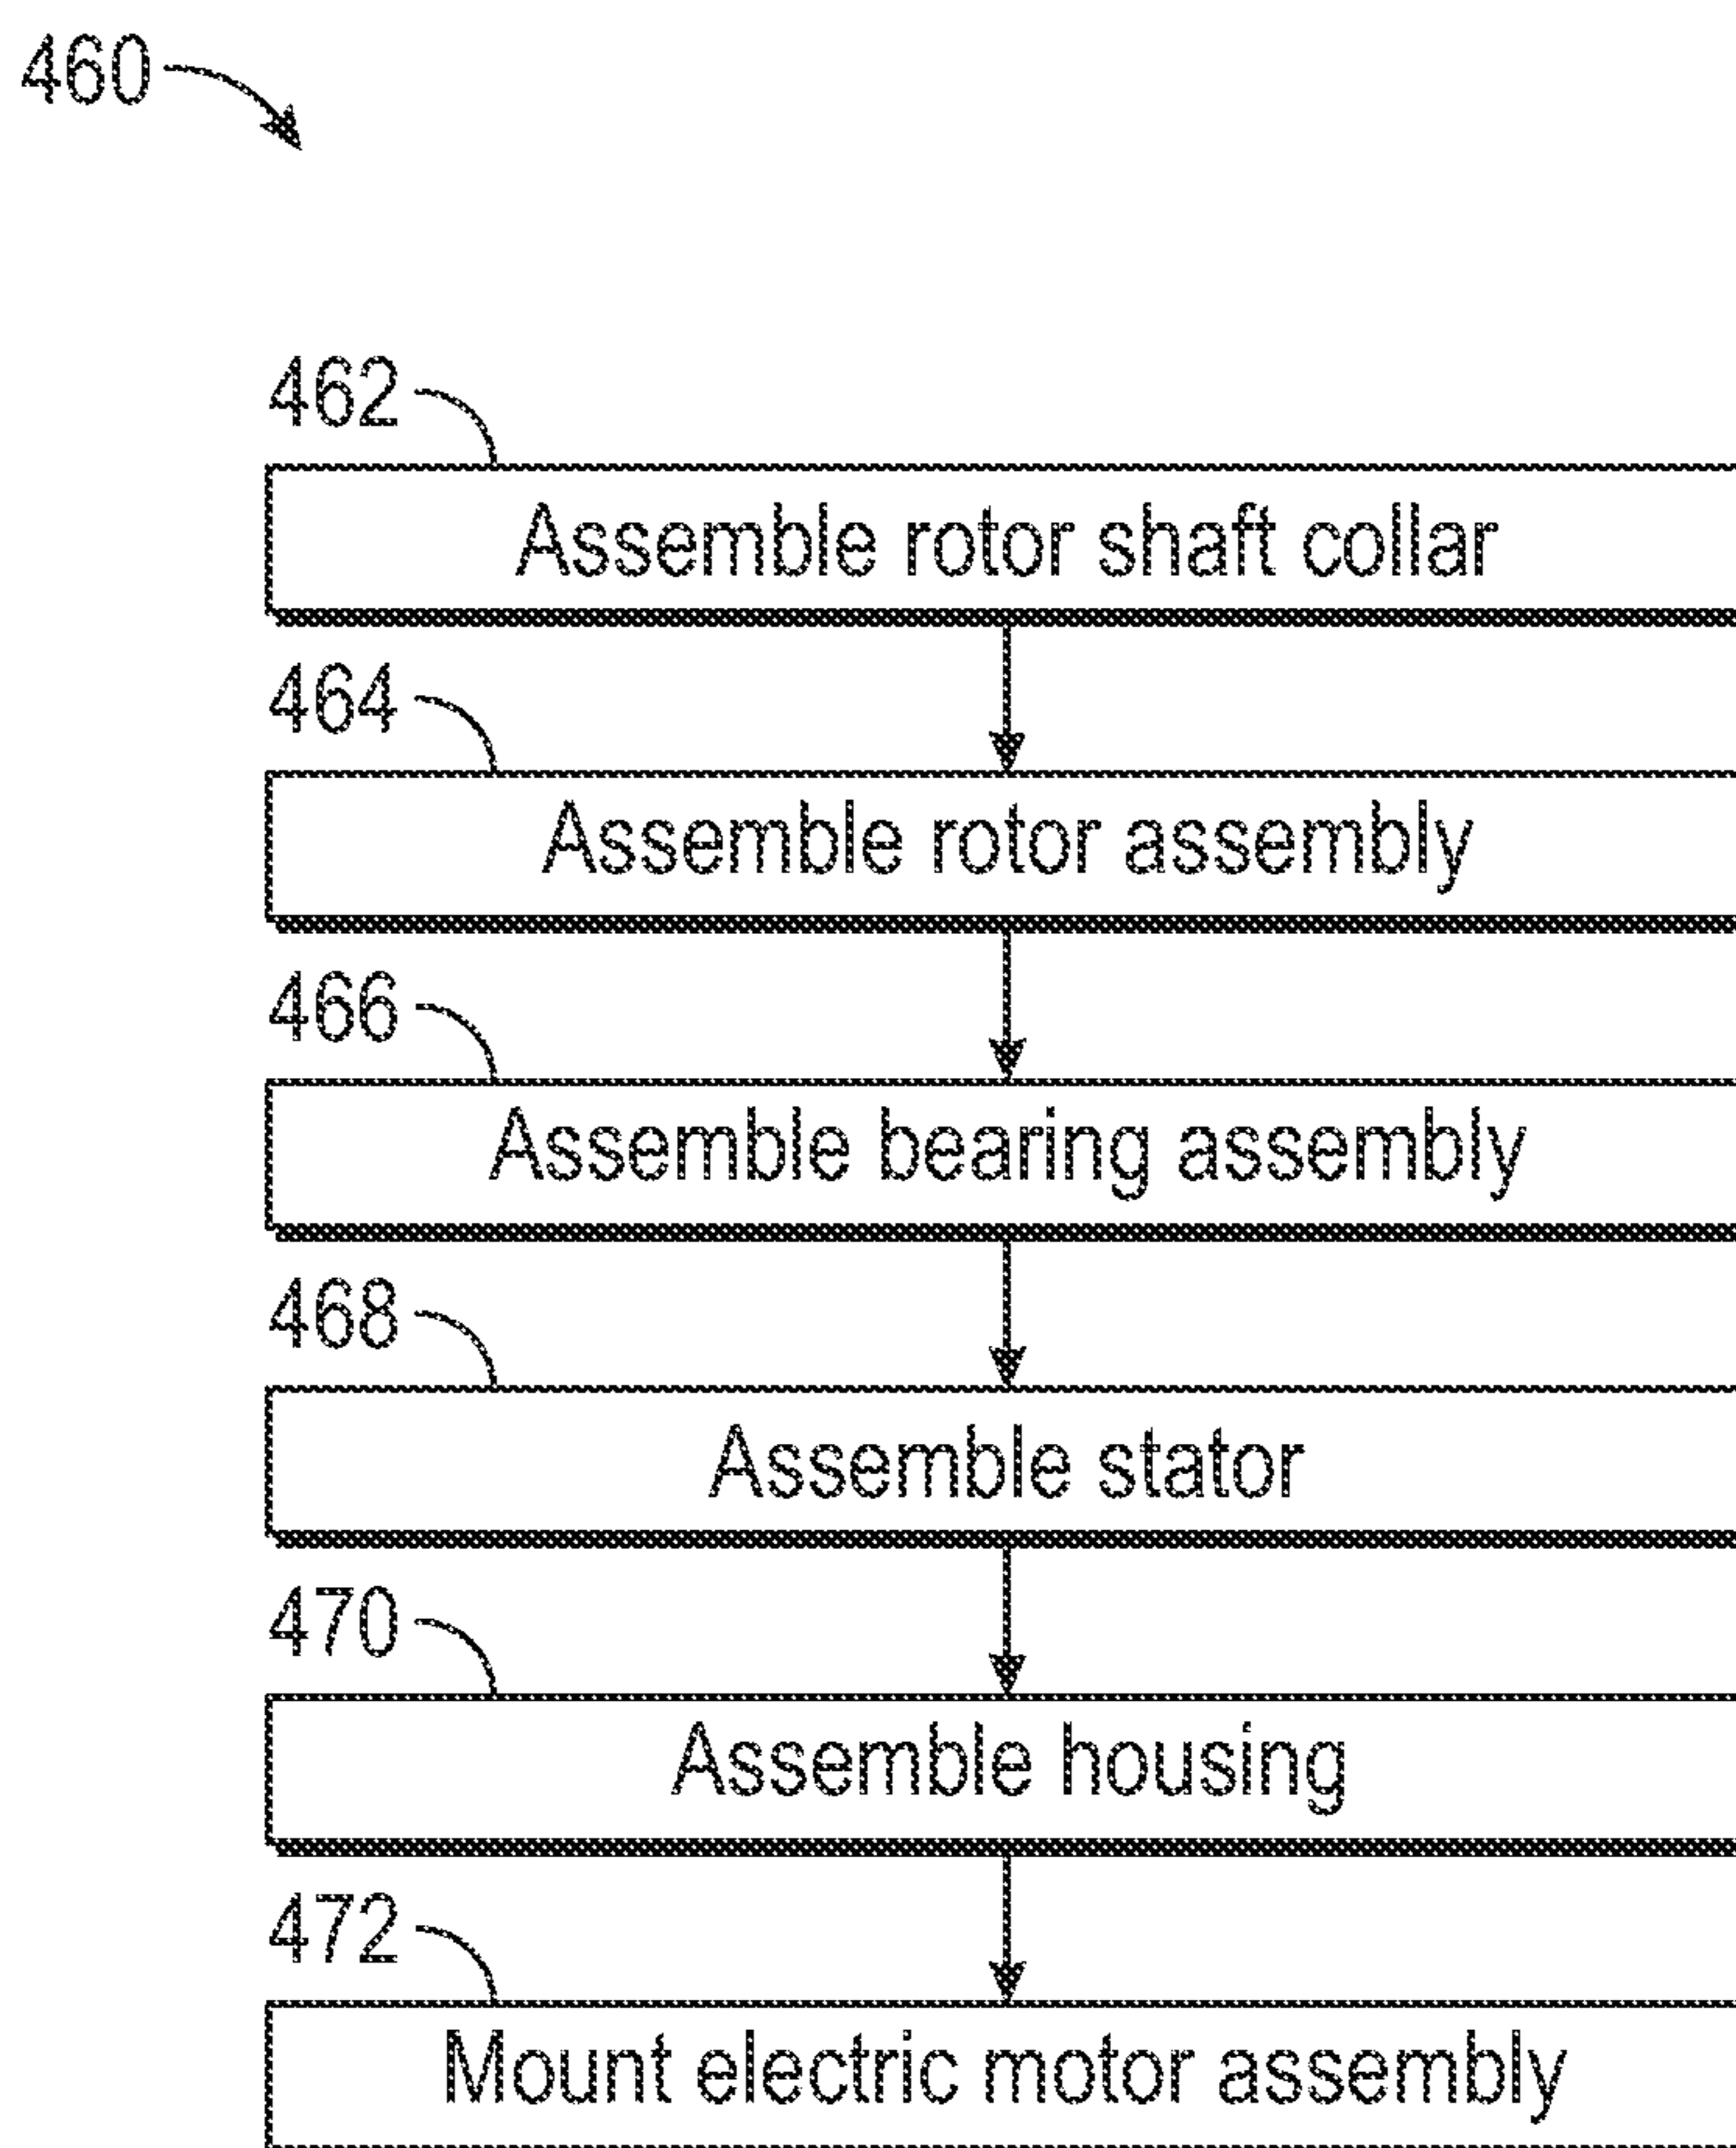 460
462
Assemble rotor shaft collar
464
Assemble rotor assembly
466
Assemble bearing assembly
468
Assemble stator
470
Assemble housing
472
Mount electric motor assembly